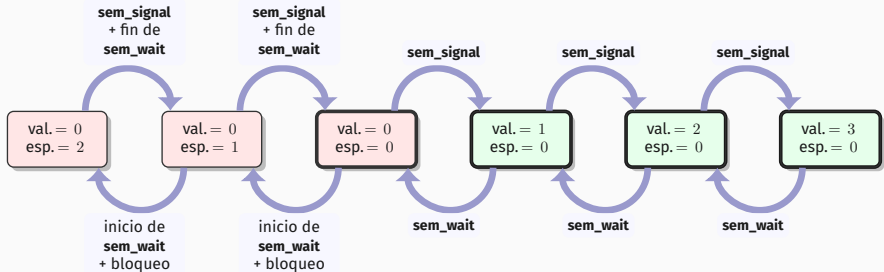 sem_signal
+ fin de
sem_wait
sem_signal
+ fin de
sem_wait
sem_signal
sem_signal
sem_signal
val. = 0
esp. = 2
val. = 0
esp. = 1
val. = 0
esp. = 0
val. = 1
esp. = 0
val. = 2
esp. = 0
val. = 3
esp. = 0
inicio de
sem_wait
+ bloqueo
inicio de
sem_wait
+ bloqueo
sem_wait
sem_wait
sem_wait